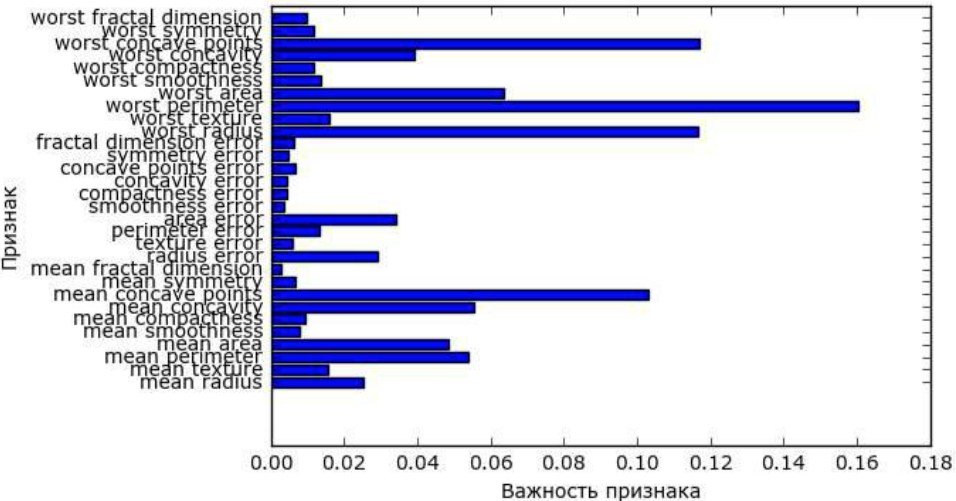 worst fractal dimension
worst symmetry
worst concave points
worst concavity
worst compactness
worst smoothness
worst area
worst perimeter
worst texture
worst radius
fractal dimension error
symmetry error
concave points error
concavity error
compactness error
smoothness error
area error
perimeter error
texture error
radius error
mean fractal dimension
mean symmetry
mean concave points
mean concavity
mean compactness
mean smoothness
mean area
mean perimeter
mean texture
mean radius
Признак
0.00 0.02 0.04 0.06 0.08 0.10 0.12 0.14 0.16 0.18
Важность признака